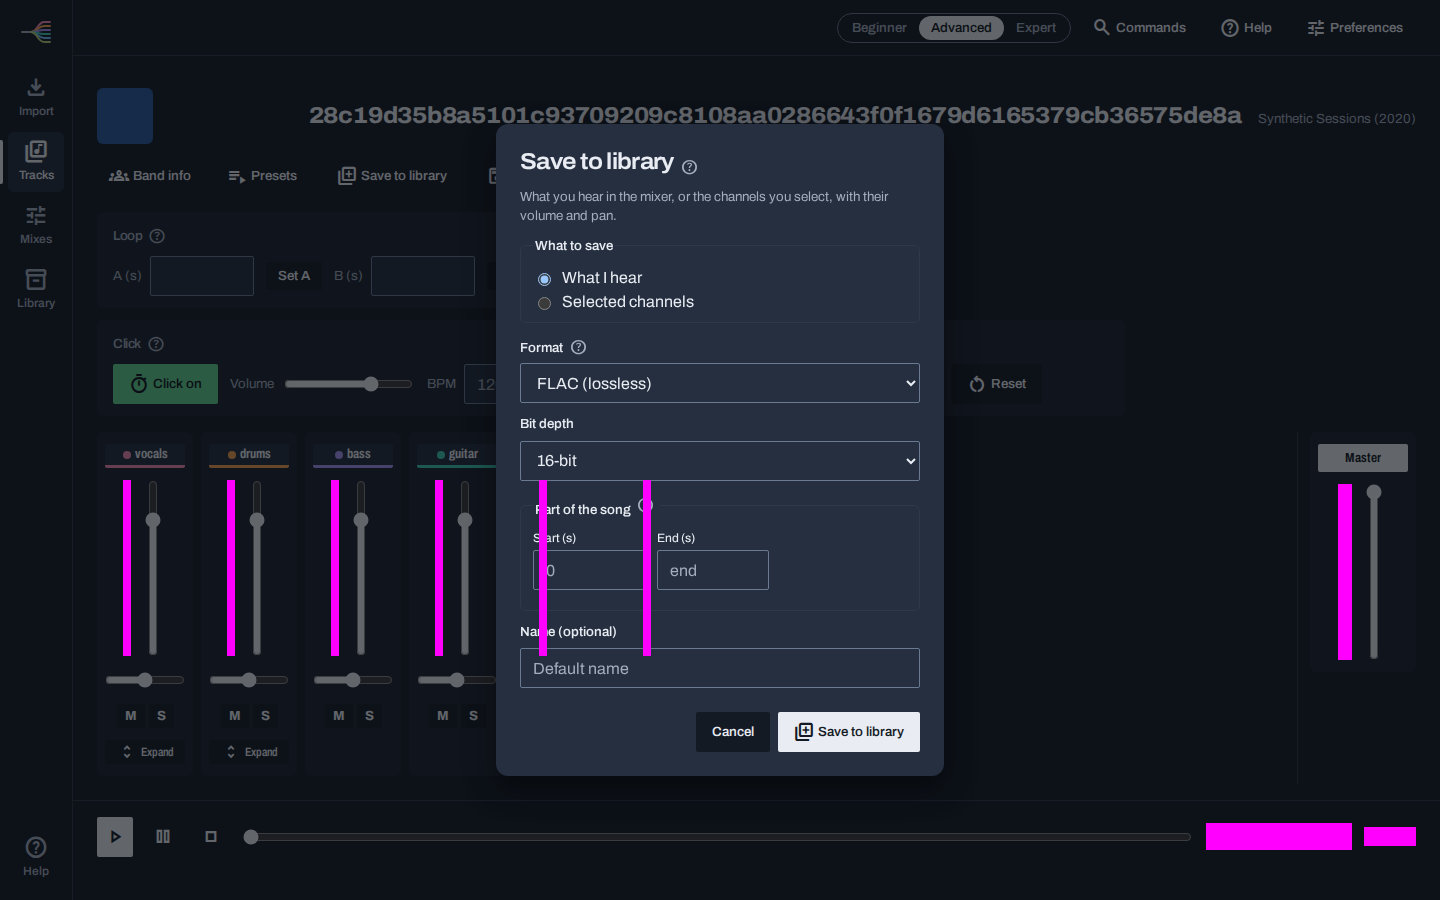 Beginner Advanced Expert Commands Help Preferences
Import
Tracks
Mixes
Library
Help
28c19d35b8a5101c93709209c8108aa0286643f0f1679d6165379cb36575de8a Synthetic Sessions (2020)
Band info Presets Save to library
Loop
A (s) Set A B (s)
Click
Click on Volume BPM Reset
vocals drums bass guitar Master
M S M S M S M S
Expand Expand
Save to library
What you hear in the mixer, or the channels you select, with their
volume and pan.
What to save
What I hear
Selected channels
Format
FLAC (lossless)
Bit depth
16-bit
Part of the song
Start (s) End (s)
0 end
Name (optional)
Default name
Cancel Save to library